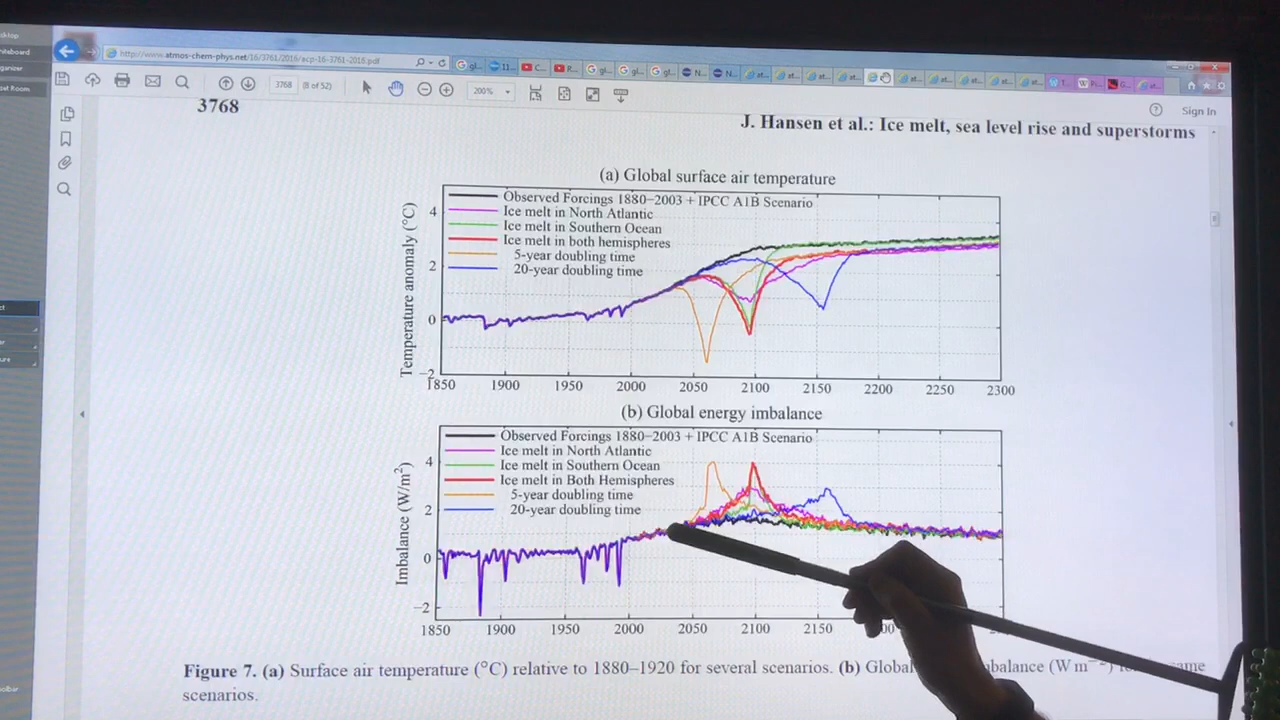 http://www.atmos-chem-phys.net/16/3761/2016/acp-16-3761-2016.pdf
3768 (8 of 52)
200%
Sign In
3768
J. Hansen et al.: Ice melt, sea level rise and superstorms
(a) Global surface air temperature
Observed Forcings 1880–2003 + IPCC A1B Scenario
Ice melt in North Atlantic
Ice melt in Southern Ocean
Ice melt in both hemispheres
5-year doubling time
20-year doubling time
Temperature anomaly (°C)
4
2
0
−2
1850 1900 1950 2000 2050 2100 2150 2200 2250 2300
(b) Global energy imbalance
Observed Forcings 1880–2003 + IPCC A1B Scenario
Ice melt in North Atlantic
Ice melt in Southern Ocean
Ice melt in Both Hemispheres
5-year doubling time
20-year doubling time
Imbalance (W/m²)
4
2
0
−2
1850 1900 1950 2000 2050 2100 2150
Figure 7. (a) Surface air temperature (°C) relative to 1880–1920 for several scenarios. (b) Global
scenarios.